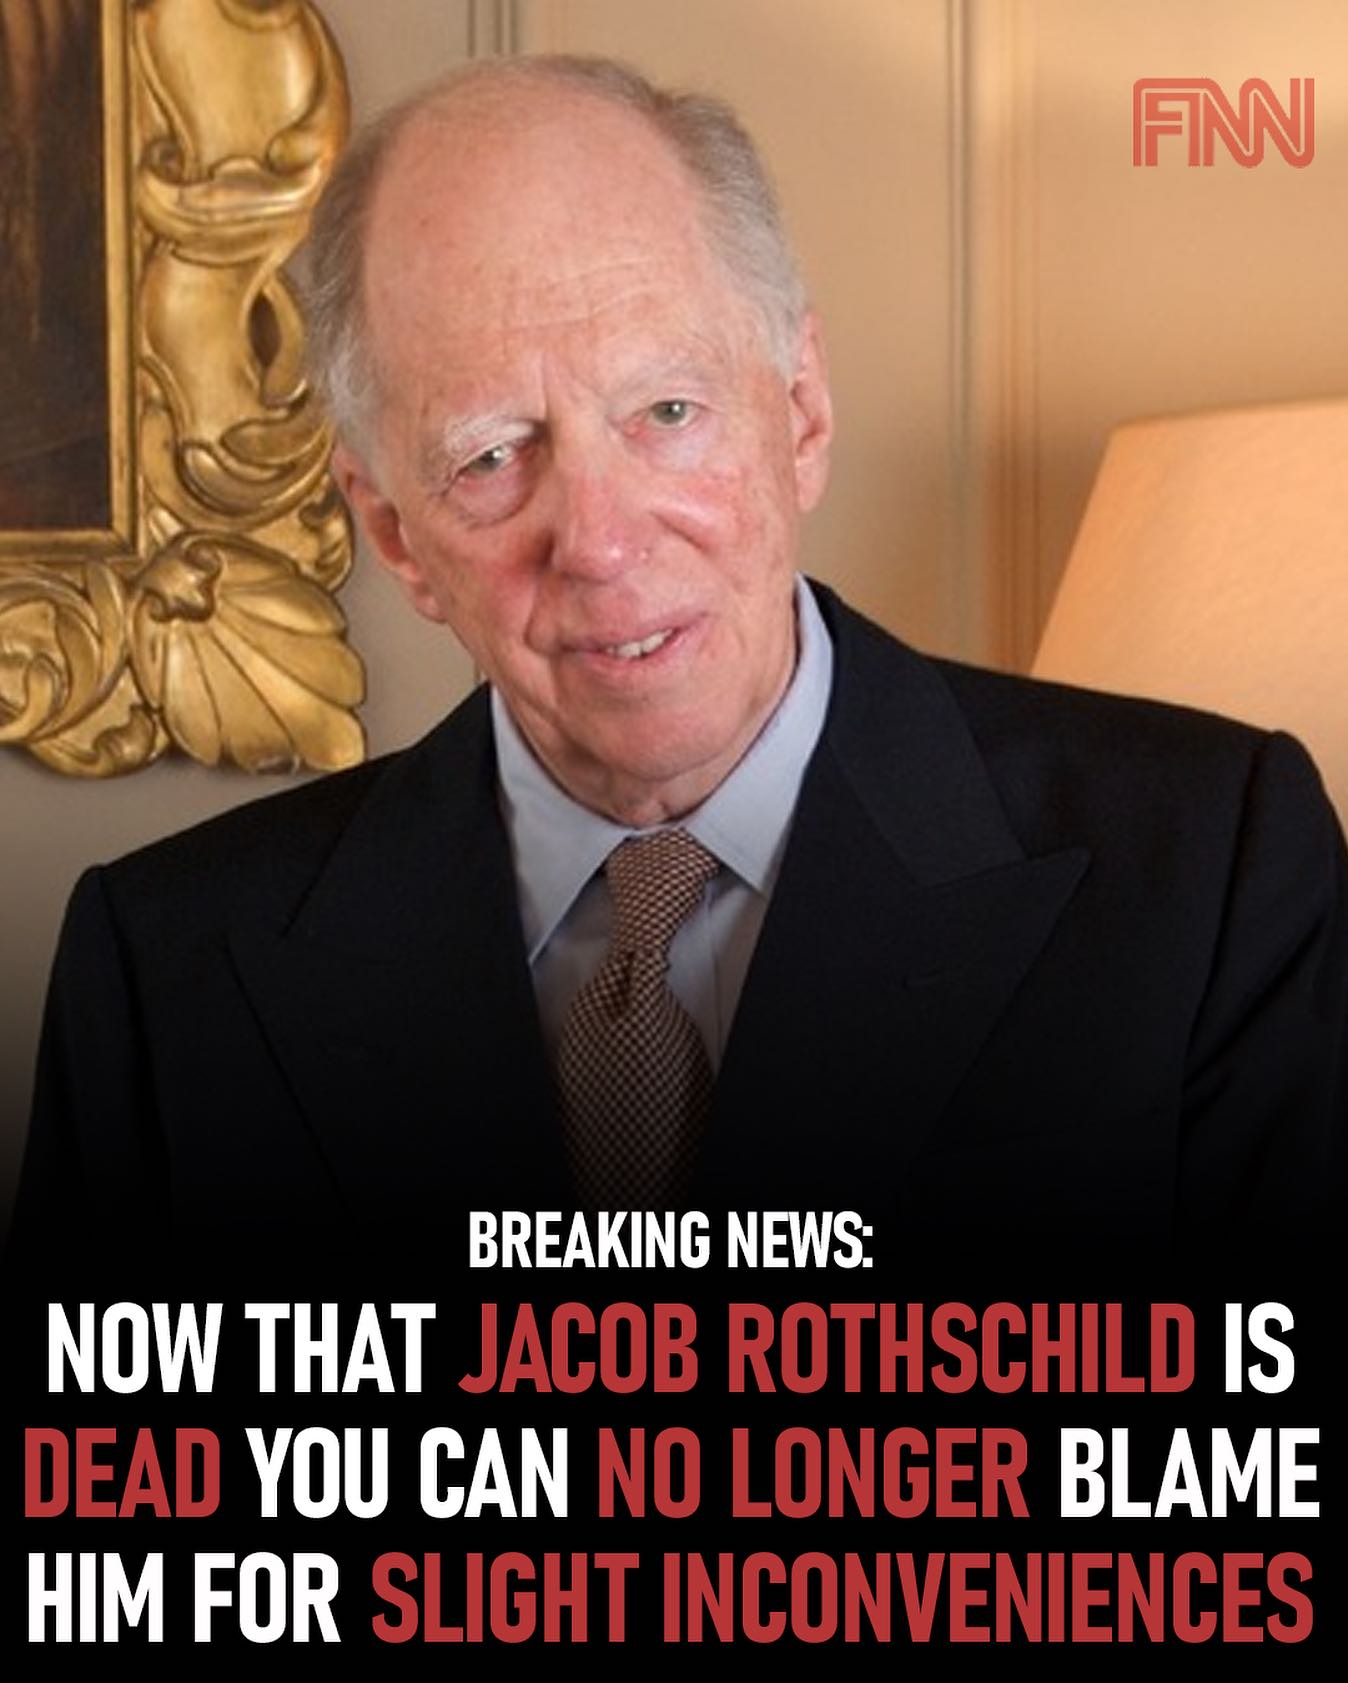 FNN
BREAKING NEWS:
NOW THAT JACOB ROTHSCHILD IS
DEAD YOU CAN NO LONGER BLAME
HIM FOR SLIGHT INCONVENIENCES